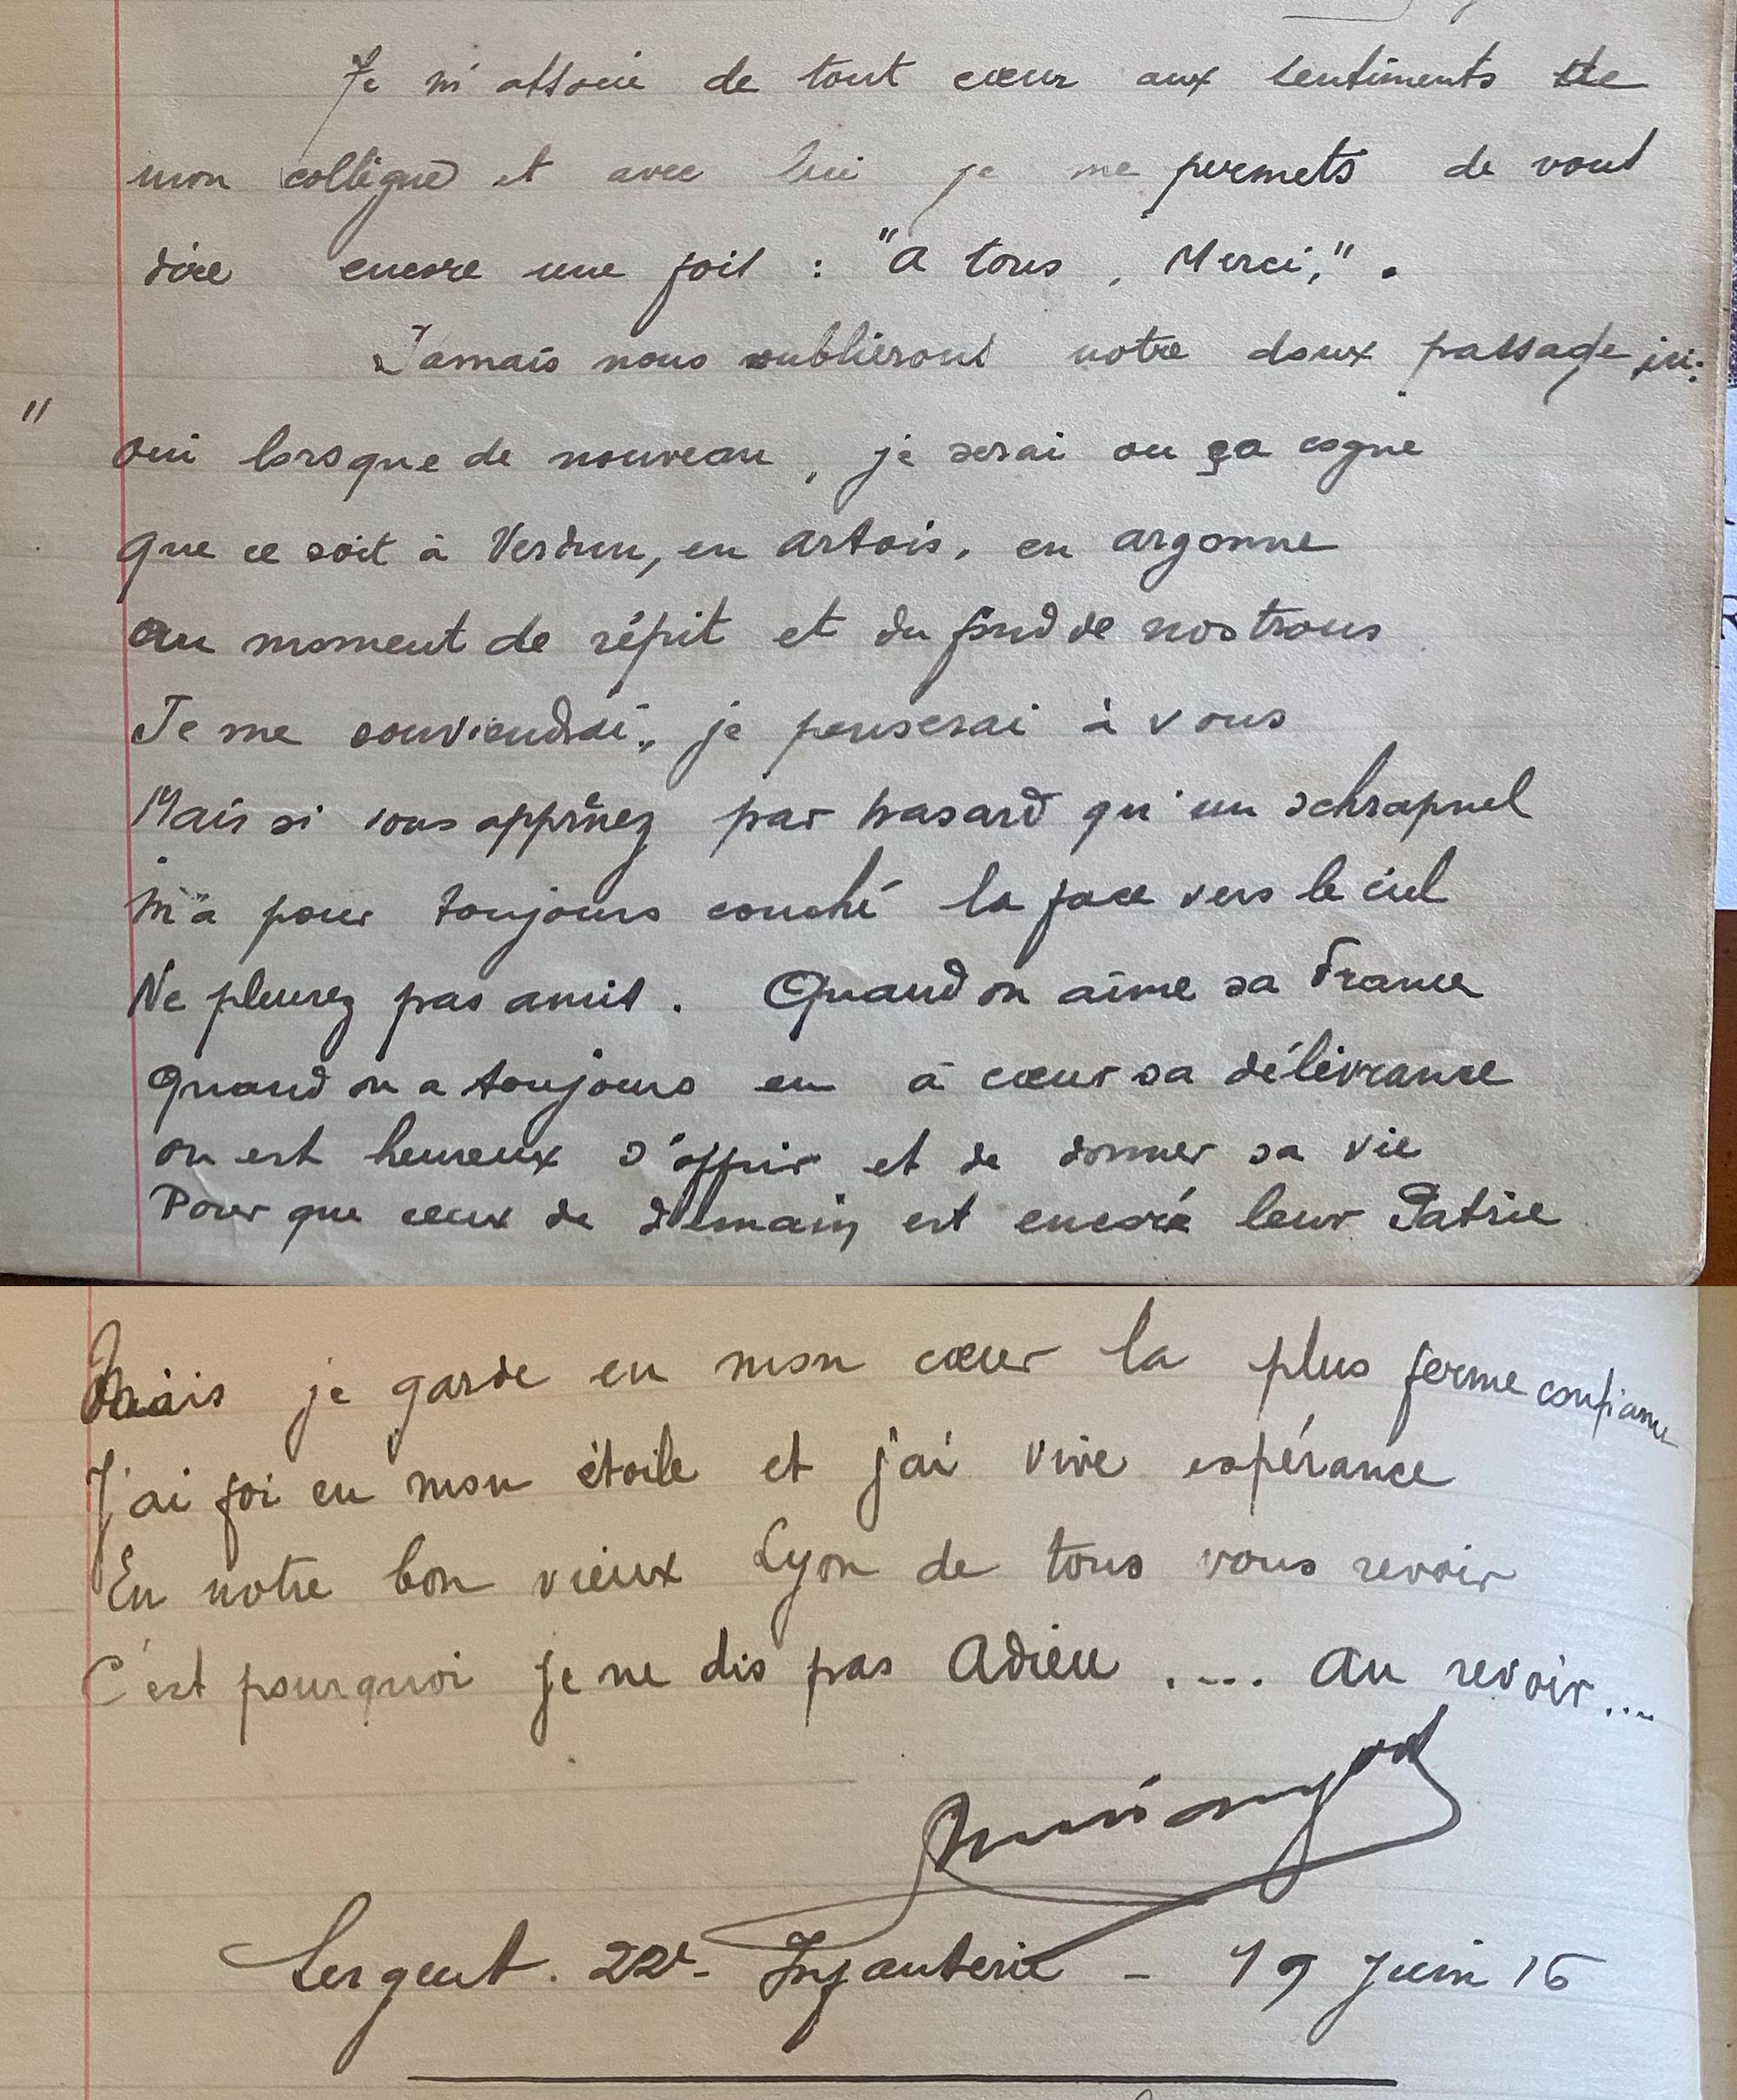 Je m'associe de tout cœur aux sentiments de
mon collègue et avec lui je me permets de vous
dire encore une fois : "A tous, Merci," .
Jamais nous oublierons notre doux passage ici:
"
oui lorsque de nouveau, je serai ou ça cogne
que ce soit à Verdun, en Artois, en argonne
au moment de répit et du fond de nos trous
Je me souviendrai, je penserai à vous
Mais si vous apprînez par hasard qu'un schrapnel
M'a pour toujours couché la face vers le ciel
Ne pleurez pas amis. Quand on aime sa France
Quand on a toujours eu à cœur sa délivrance
on est heureux s'offrir et de donner sa vie
Pour que ceux de demain est encore leur Patrie
Mais je garde en mon cœur la plus ferme confiance
J'ai foi en mon étoile et j'ai vive espérance
En notre bon vieux Lyon de tous vous revoir
C'est pourquoi je ne dis pas Adieu .... Au revoir....
Sergent. 22e - Infanterie - 19 Juin 16